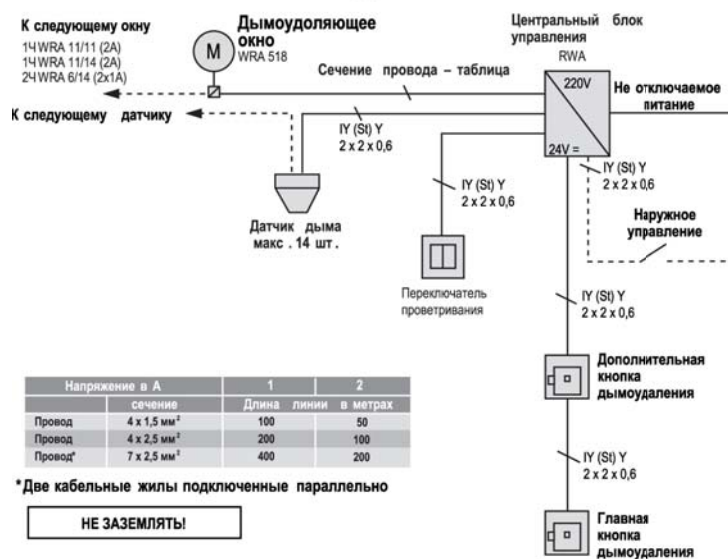 К следующему окну
1Ч WRA 11/11 (2А)
1Ч WRA 11/14 (2А)
2Ч WRA 6/14 (2х1А)
М
Дымоудоляющее
окно
WRA 518
Центральный блок
управления
RWA
Сечение провода – таблица
220V
24V =
Не отключаемое
питание
К следующему датчику
IY (St) Y
2 x 2 x 0,6
IY (St) Y
2 x 2 x 0,6
IY (St) Y
2 x 2 x 0,6
Датчик дыма
макс . 14 шт .
Наружное
управление
Переключатель
проветривания
IY (St) Y
2 x 2 x 0,6
Дополнительная
кнопка
дымоудаления
Напряжение в А 1 2
сечение Длина линии в метрах
Провод 4 х 1,5 мм² 100 50
Провод 4 х 2,5 мм² 200 100
Провод* 7 х 2,5 мм² 400 200
*Две кабельные жилы подключенные параллельно
IY (St) Y
2 x 2 x 0,6
НЕ ЗАЗЕМЛЯТЬ!
Главная
кнопка
дымоудаления